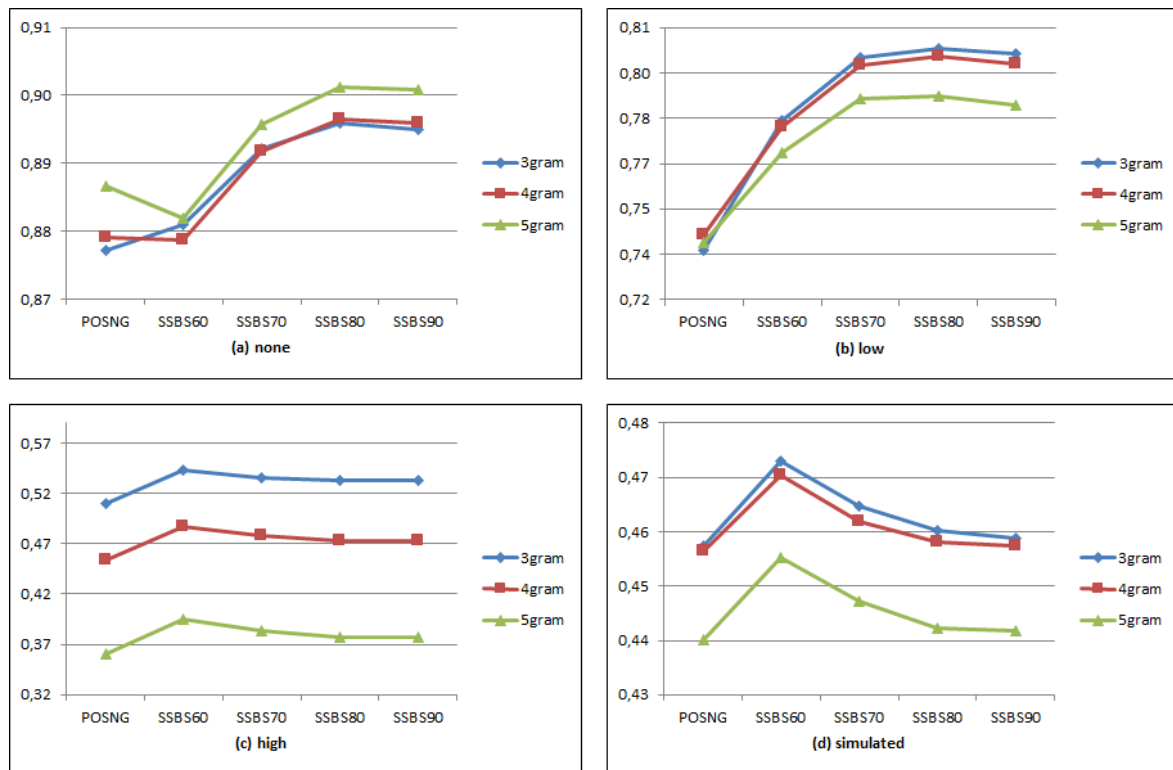 0,91
0,90
0,89
0,88
0,87
POSNG SSBS60 SSBS70 SSBS80 SSBS90
3gram
4gram
5gram
(a) none
0,81
0,80
0,78
0,77
0,75
0,74
0,72
POSNG SSBS60 SSBS70 SSBS80 SSBS90
3gram
4gram
5gram
(b) low
0,57
0,52
0,47
0,42
0,37
0,32
POSNG SSBS60 SSBS70 SSBS80 SSBS90
3gram
4gram
5gram
(c) high
0,48
0,47
0,46
0,45
0,44
0,43
POSNG SSBS60 SSBS70 SSBS80 SSBS90
3gram
4gram
5gram
(d) simulated